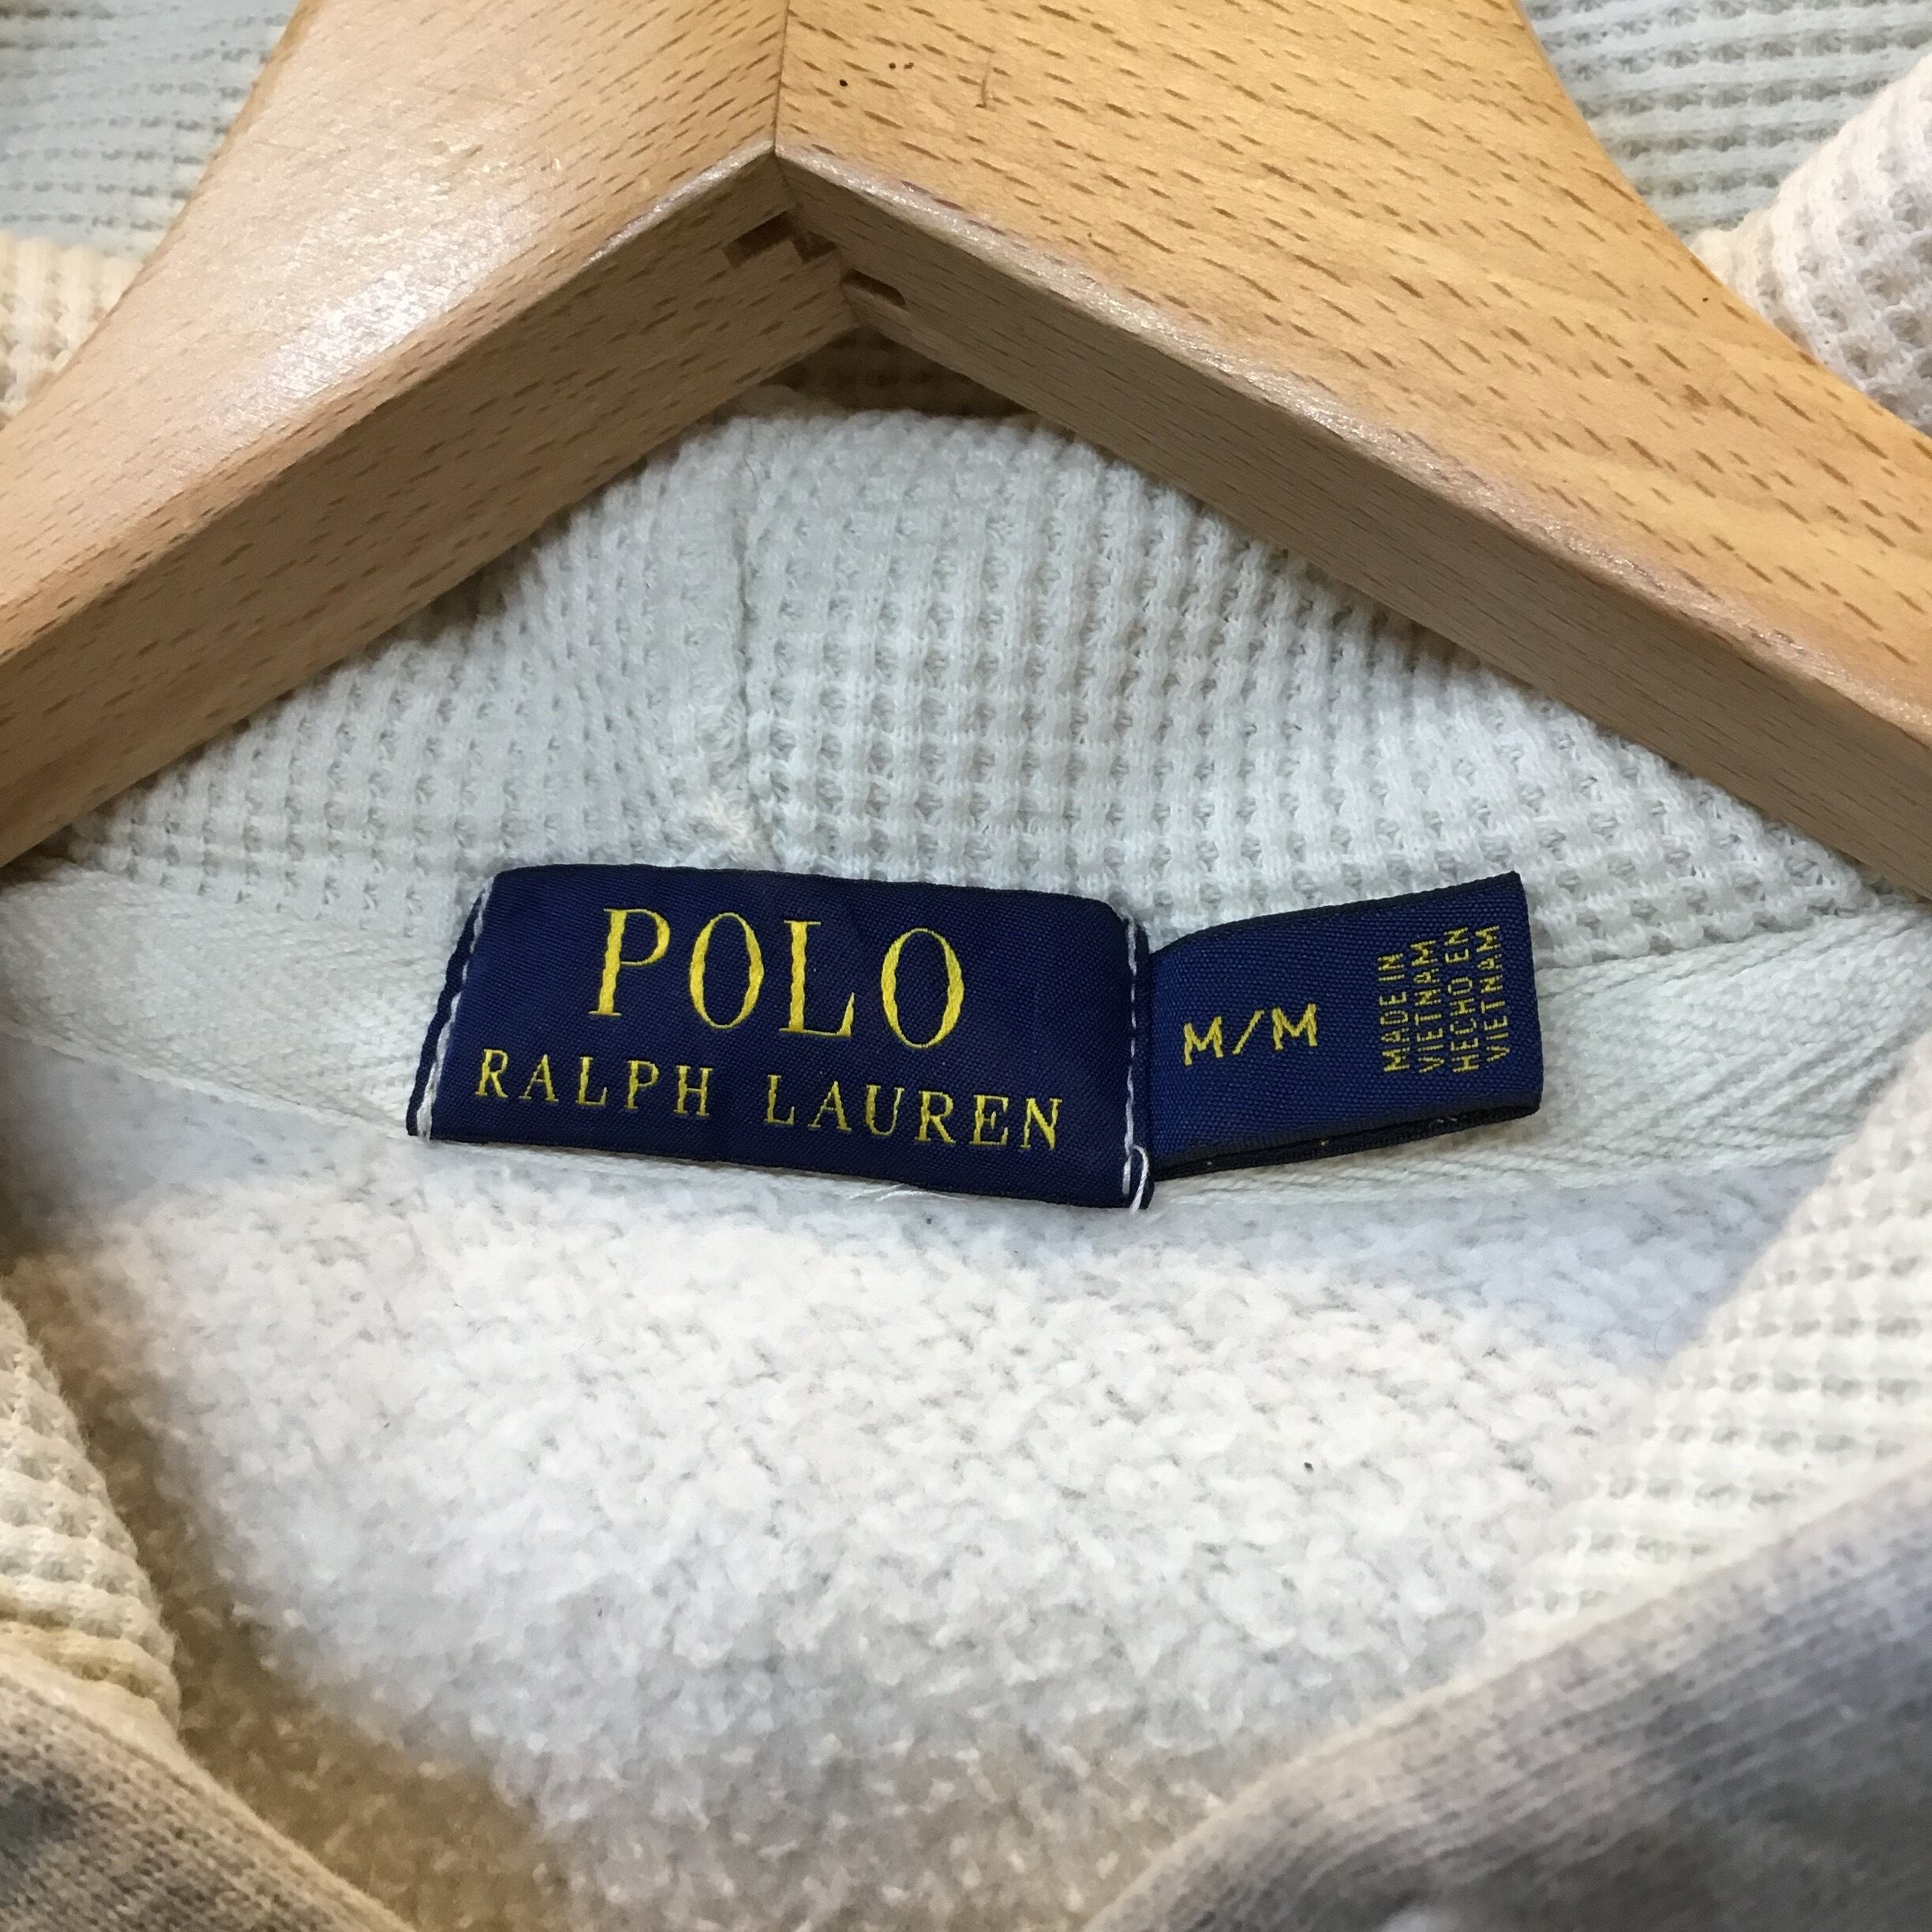 POLO
RALPH LAUREN
M/M
MADE IN
VIETNAM
HECHO EN
VIETNAM